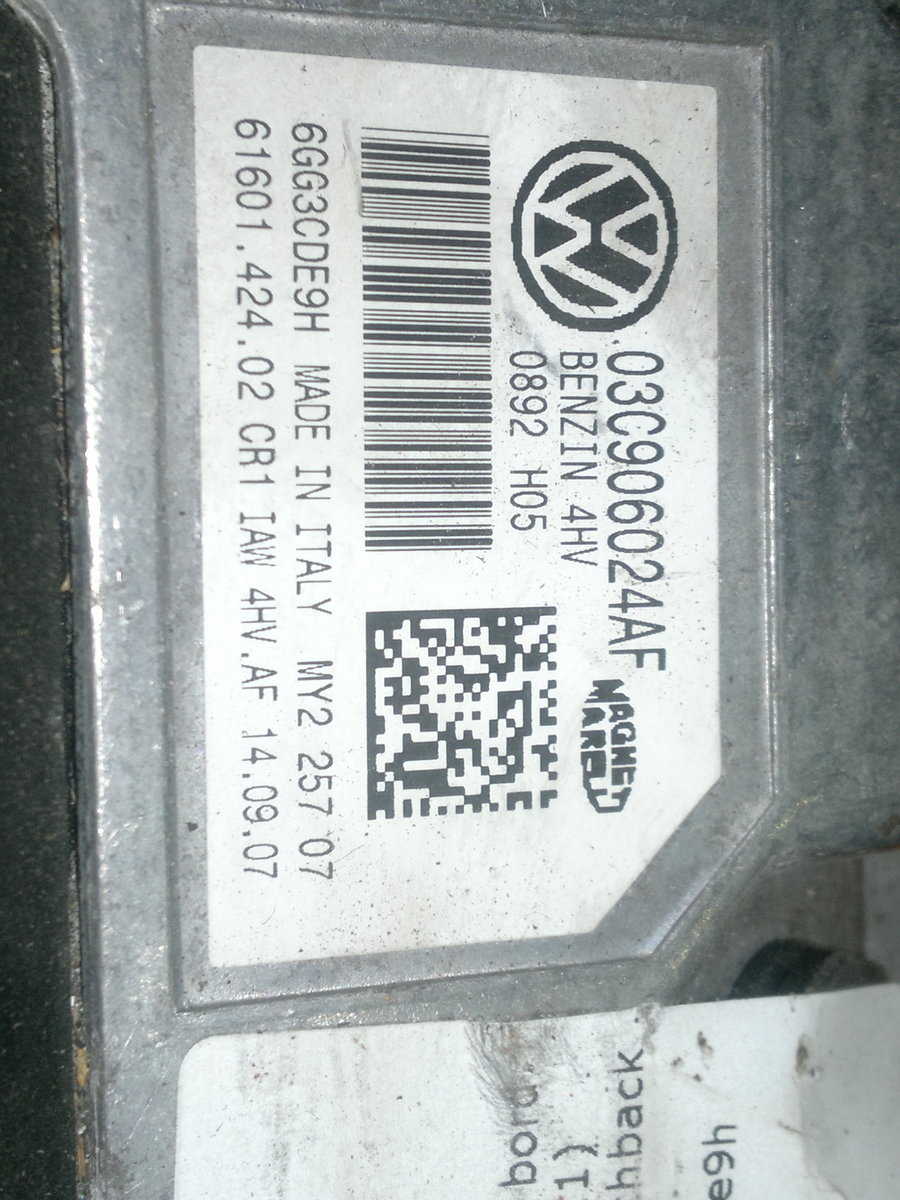 03C906024AF
BENZIN 4HV
0892 H05
MAGNETI
MARELLI
6GG3CDE9H MADE IN ITALY MY2 257 07
61601.424.02 CR1 IAW 4HV.AF 14.09.07
1)
hback
e9h